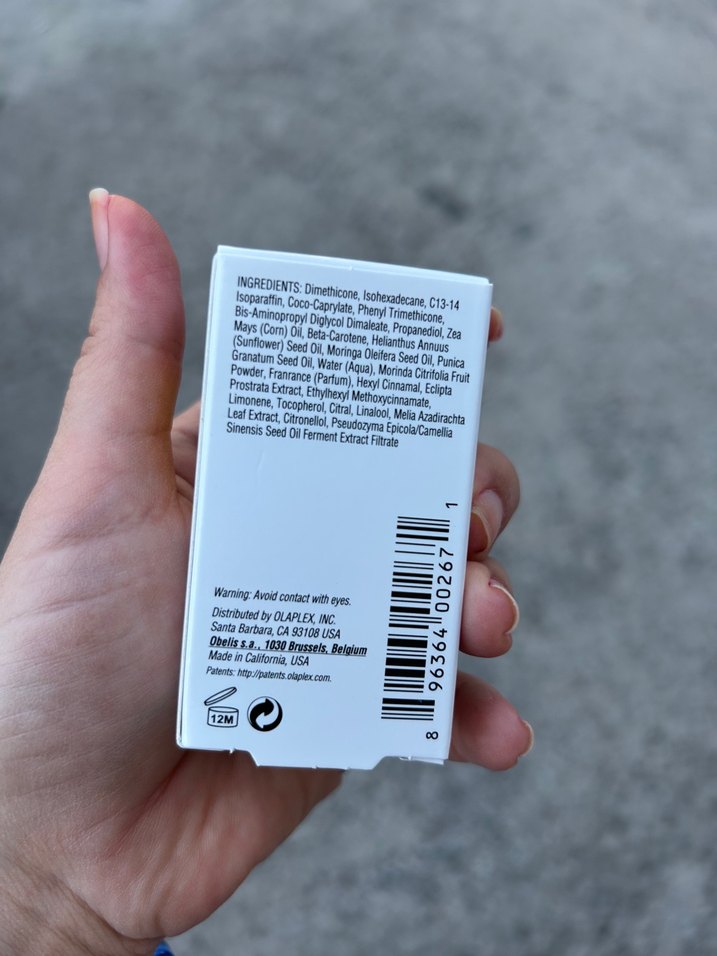 INGREDIENTS: Dimethicone, Isohexadecane, C13-14
Isoparaffin, Coco-Caprylate, Phenyl Trimethicone,
Bis-Aminopropyl Diglycol Dimaleate, Propanediol, Zea
Mays (Corn) Oil, Beta-Carotene, Helianthus Annuus
(Sunflower) Seed Oil, Moringa Oleifera Seed Oil, Punica
Granatum Seed Oil, Water (Aqua), Morinda Citrifolia Fruit
Powder, Franrance (Parfum), Hexyl Cinnamal, Eclipta
Prostrata Extract, Ethylhexyl Methoxycinnamate,
Limonene, Tocopherol, Citral, Linalool, Melia Azadirachta
Leaf Extract, Citronellol, Pseudozyma Epicola/Camellia
Sinensis Seed Oil Ferment Extract Filtrate
Warning: Avoid contact with eyes.
Distributed by OLAPLEX, INC.
Santa Barbara, CA 93108 USA
Obelis s.a., 1030 Brussels, Belgium
Made in California, USA
Patents: http://patents.olaplex.com.
12M
8 96364 00267 1